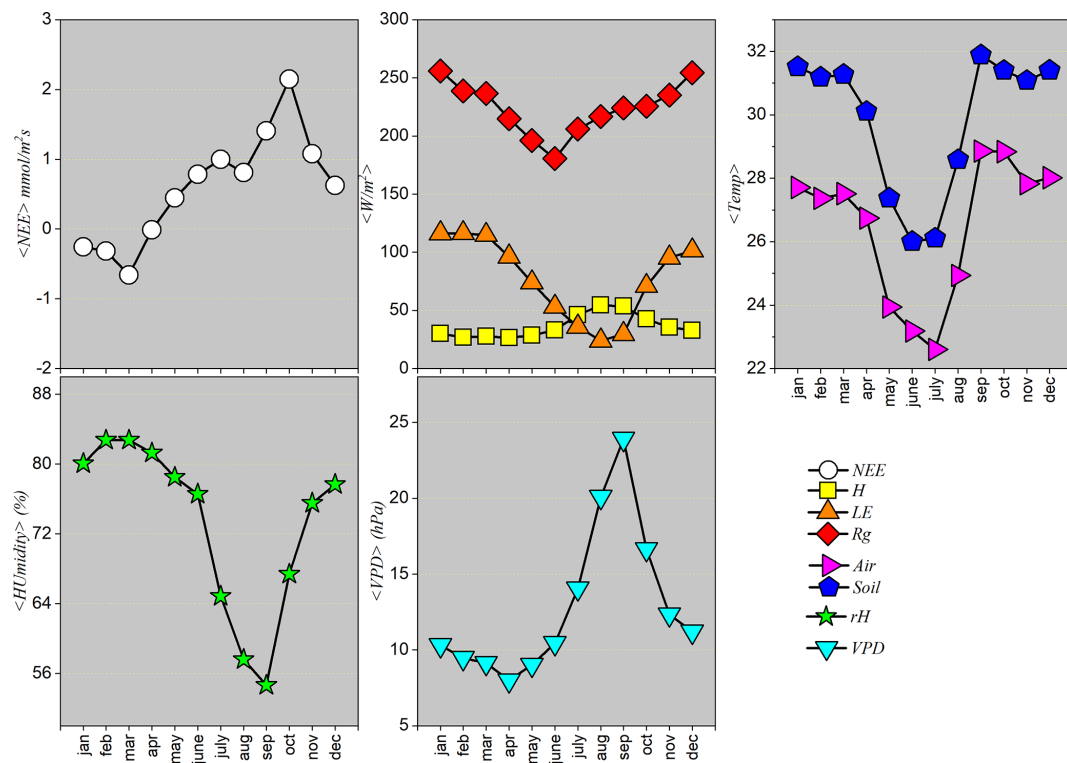 3
2
1
0
-1
-2
<NEE> mmol/m²s
300
250
200
150
100
50
0
<W/m²>
32
30
28
26
24
22
<Temp>
jan
feb
mar
apr
may
june
july
aug
sep
oct
nov
dec
88
80
72
64
56
<HUmidity> (%)
jan
feb
mar
apr
may
june
july
aug
sep
oct
nov
dec
25
20
15
10
5
<VPD> (hPa)
jan
feb
mar
apr
may
june
july
aug
sep
oct
nov
dec
NEE
H
LE
Rg
Air
Soil
rH
VPD